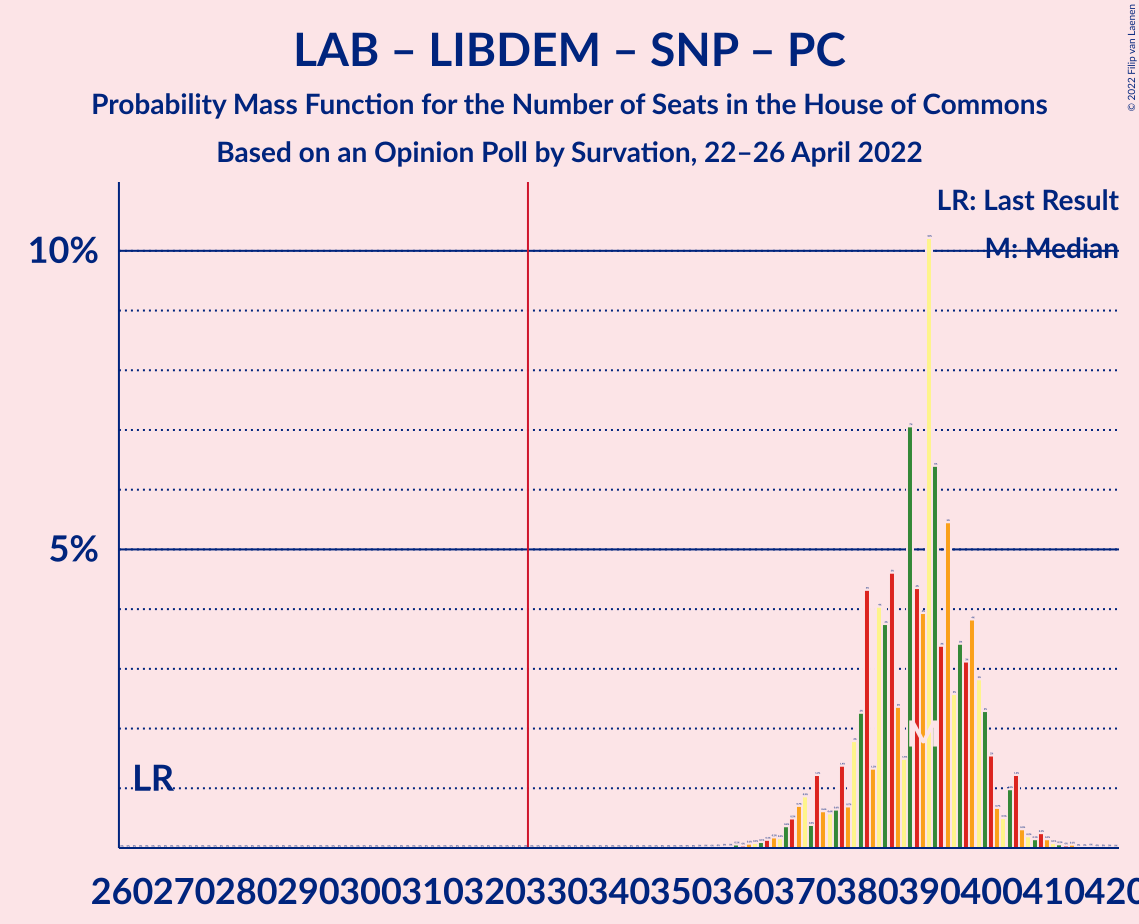 LAB – LIBDEM – SNP – PC
Probability Mass Function for the Number of Seats in the House of Commons
Based on an Opinion Poll by Survation, 22–26 April 2022
© 2022 Filip van Laenen
LR: Last Result
M: Median
10%
5%
LR
M
260 270 280 290 300 310 320 330 340 350 360 370 380 390 400 410 420